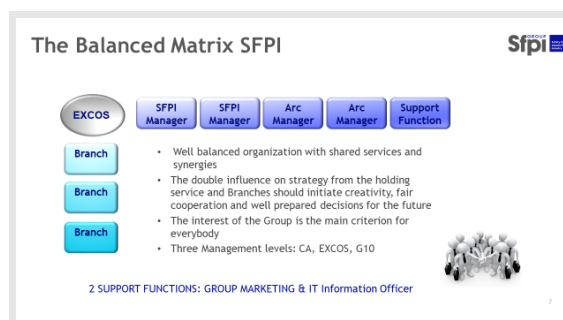 The Balanced Matrix SFPI
GROUP
Sfpi
EXCOS
SFPI
Manager
SFPI
Manager
Arc
Manager
Arc
Manager
Support
Function
Branch
Branch
Branch
• Well balanced organization with shared services and
synergies
• The double influence on strategy from the holding
service and Branches should initiate creativity, fair
cooperation and well prepared decisions for the future
• The interest of the Group is the main criterion for
everybody
• Three Management levels: CA, EXCOS, G10
2 SUPPORT FUNCTIONS: GROUP MARKETING & IT Information Officer
7